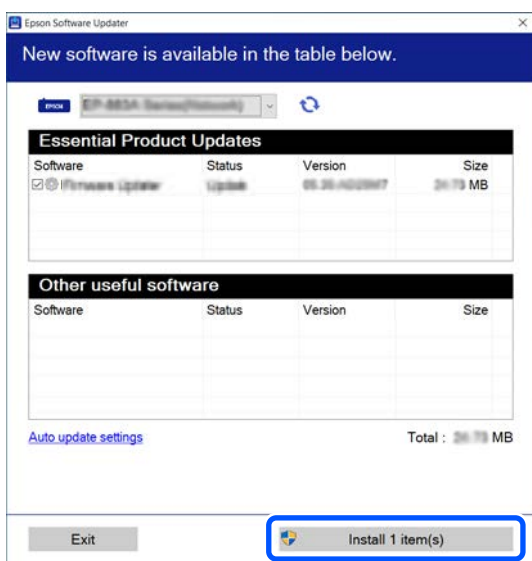 Epson Software Updater
New software is available in the table below.
EPSON
Essential Product Updates
Software Status Version Size
MB
Other useful software
Software Status Version Size
Auto update settings Total : MB
Exit Install 1 item(s)